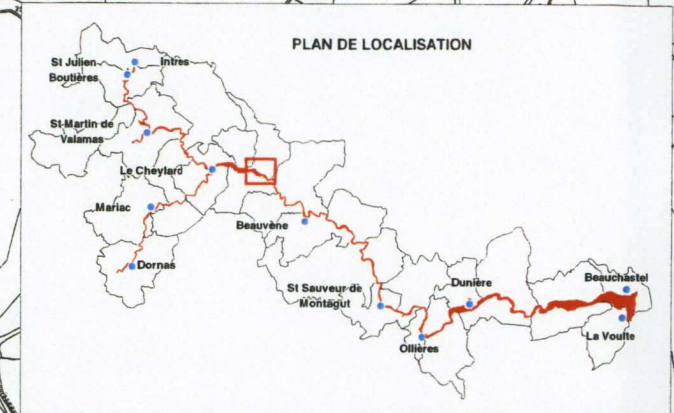 PLAN DE LOCALISATION
St Julien
Boutières
Intres
St-Martin de
Valamas
Le Cheylard
Mariac
Beauvène
Dornas
St Sauveur de
Montagut
Dunière
Beauchastel
La Voulte
Ollières